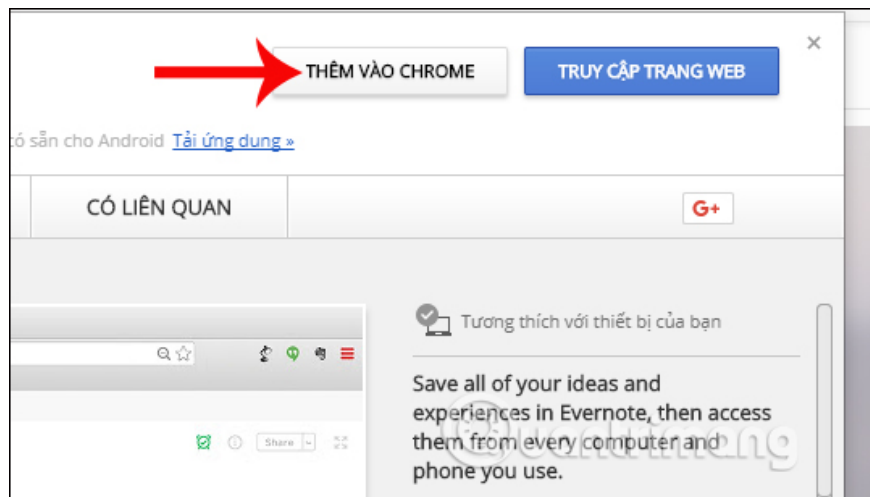 THÊM VÀO CHROME
TRUY CẬP TRANG WEB
có sẵn cho Android Tải ứng dụng »
CÓ LIÊN QUAN
G+
Tương thích với thiết bị của bạn
Share
Save all of your ideas and
experiences in Evernote, then access
them from every computer and
phone you use.
Quantrimang